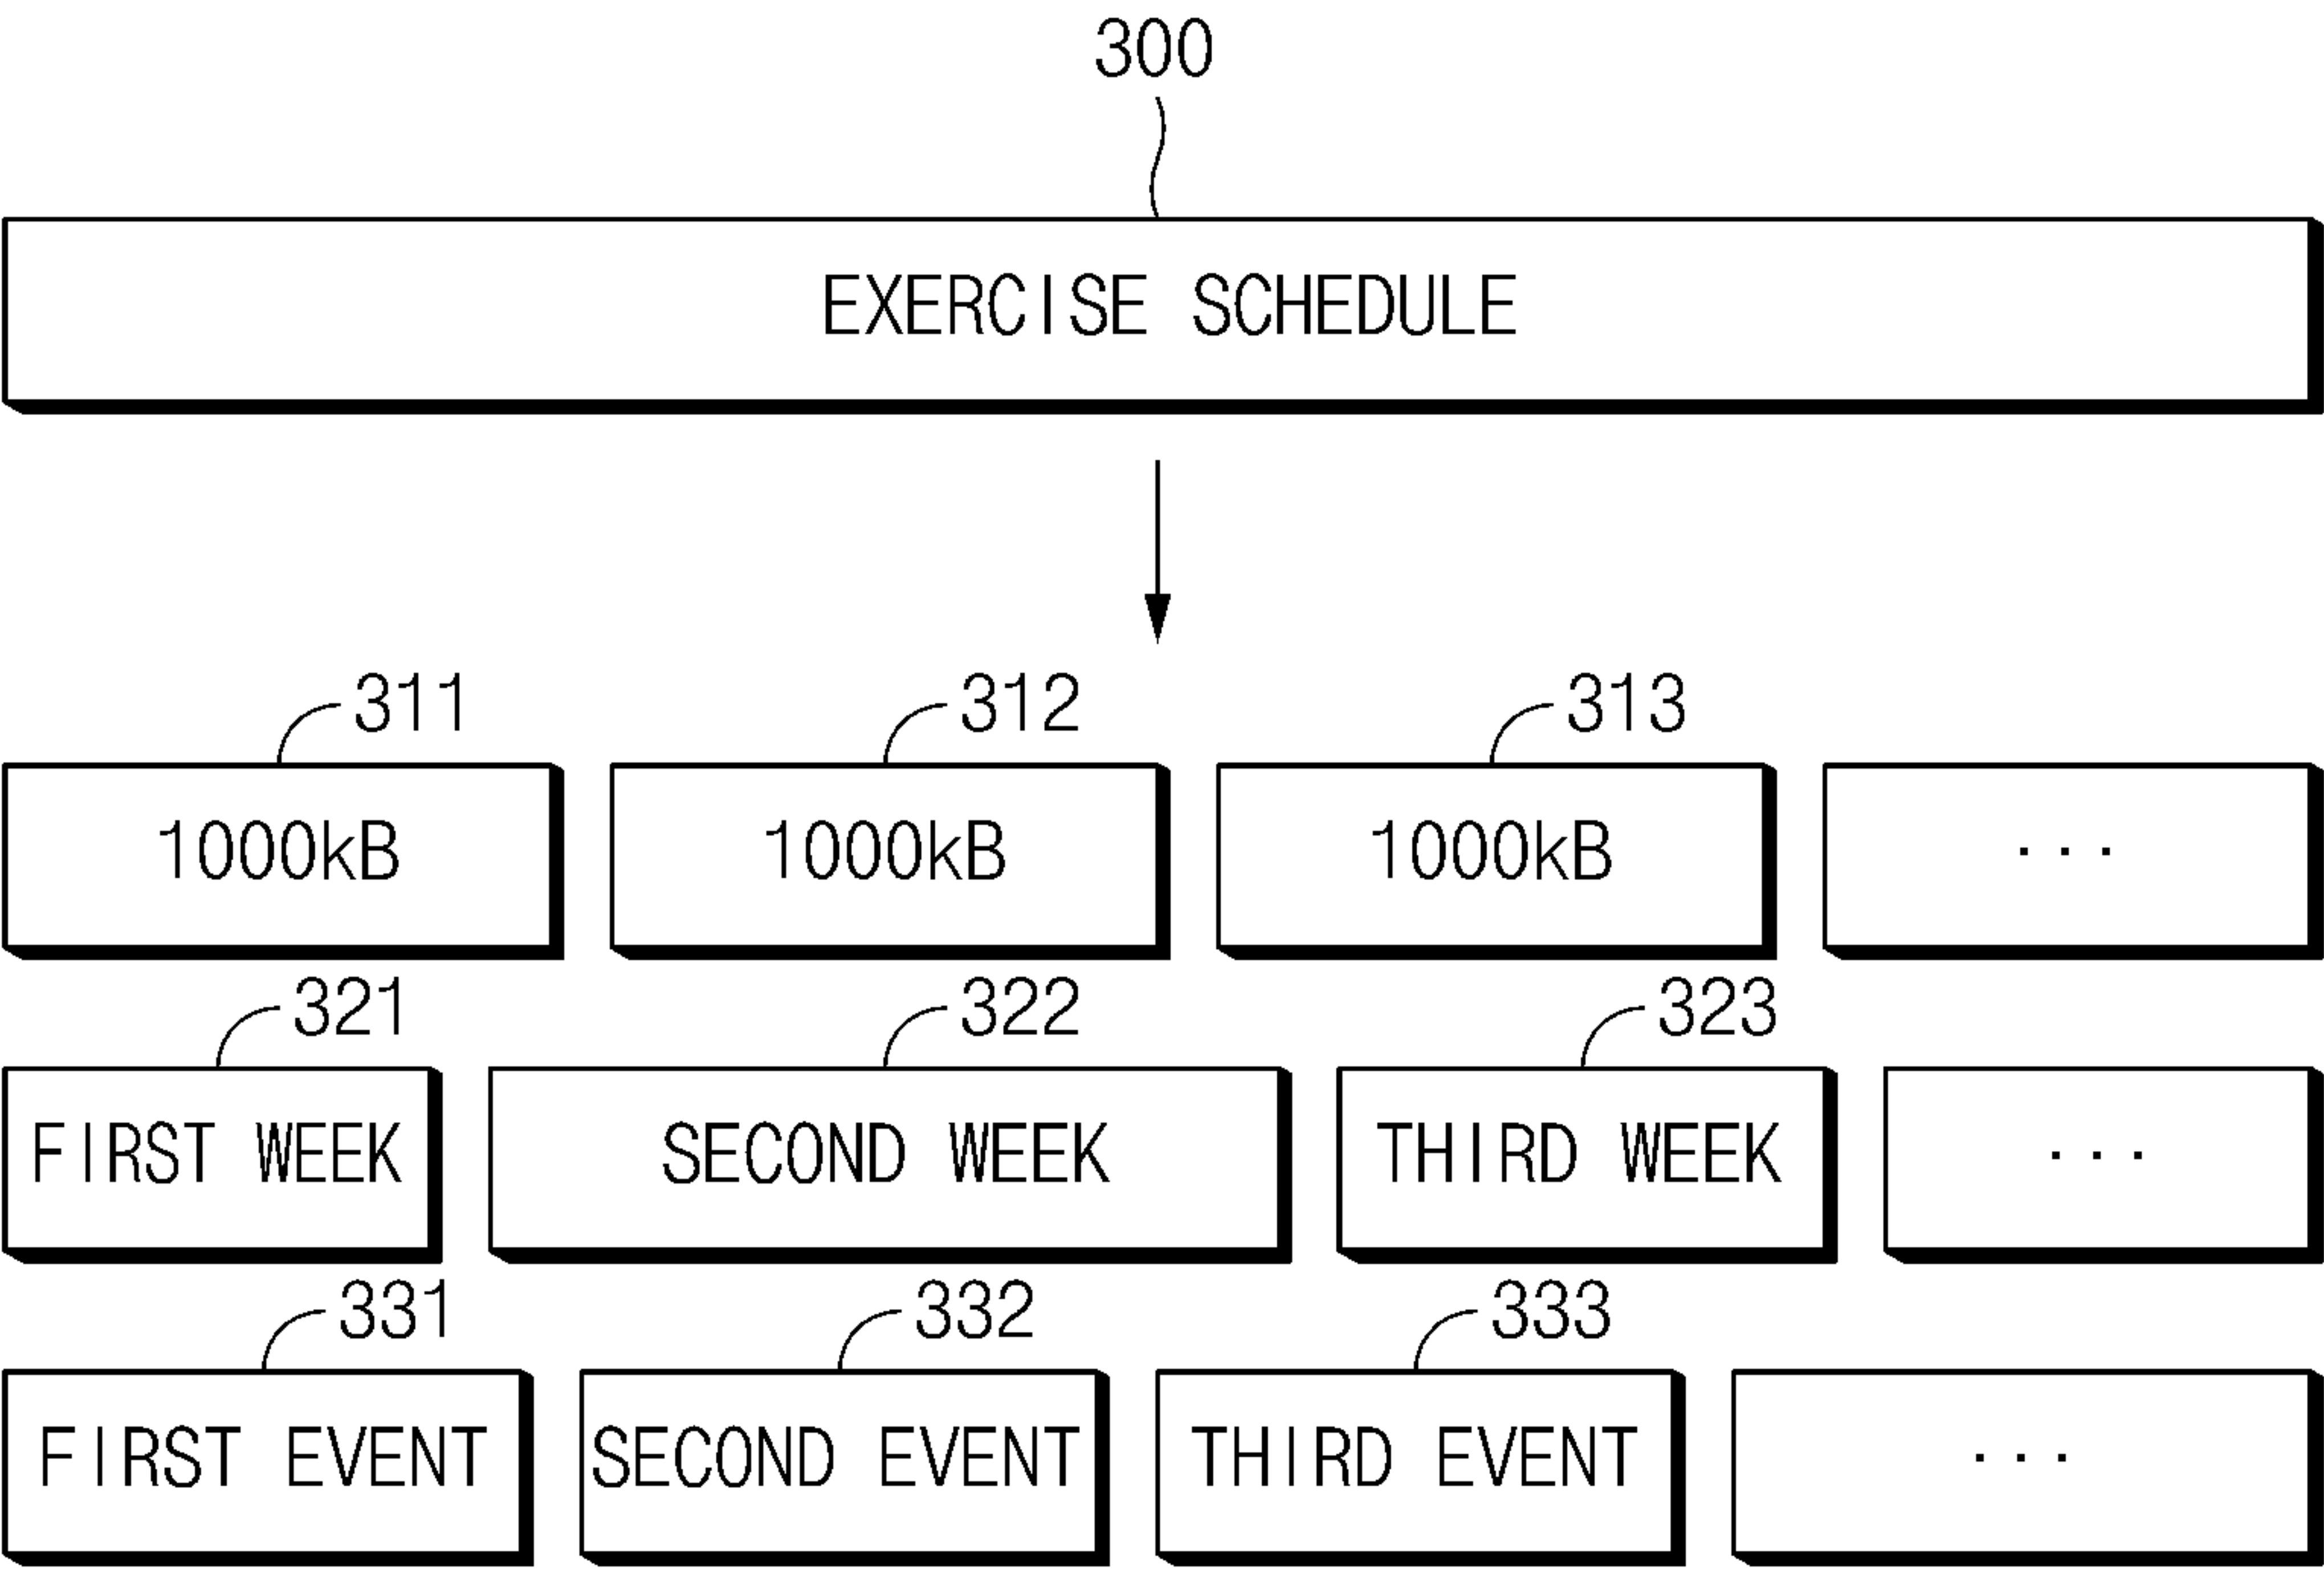 300
EXERCISE SCHEDULE
311 312 313
1000kB 1000kB 1000kB ...
321 322 323
FIRST WEEK SECOND WEEK THIRD WEEK ...
331 332 333
FIRST EVENT SECOND EVENT THIRD EVENT ...